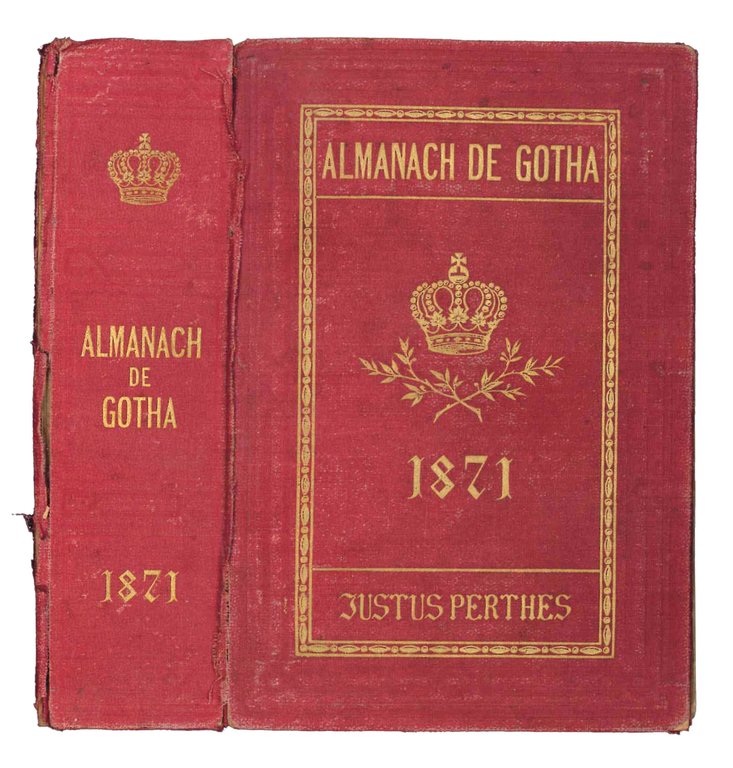 ALMANACH
DE
GOTHA
1871
ALMANACH DE GOTHA
1871
JUSTUS PERTHES